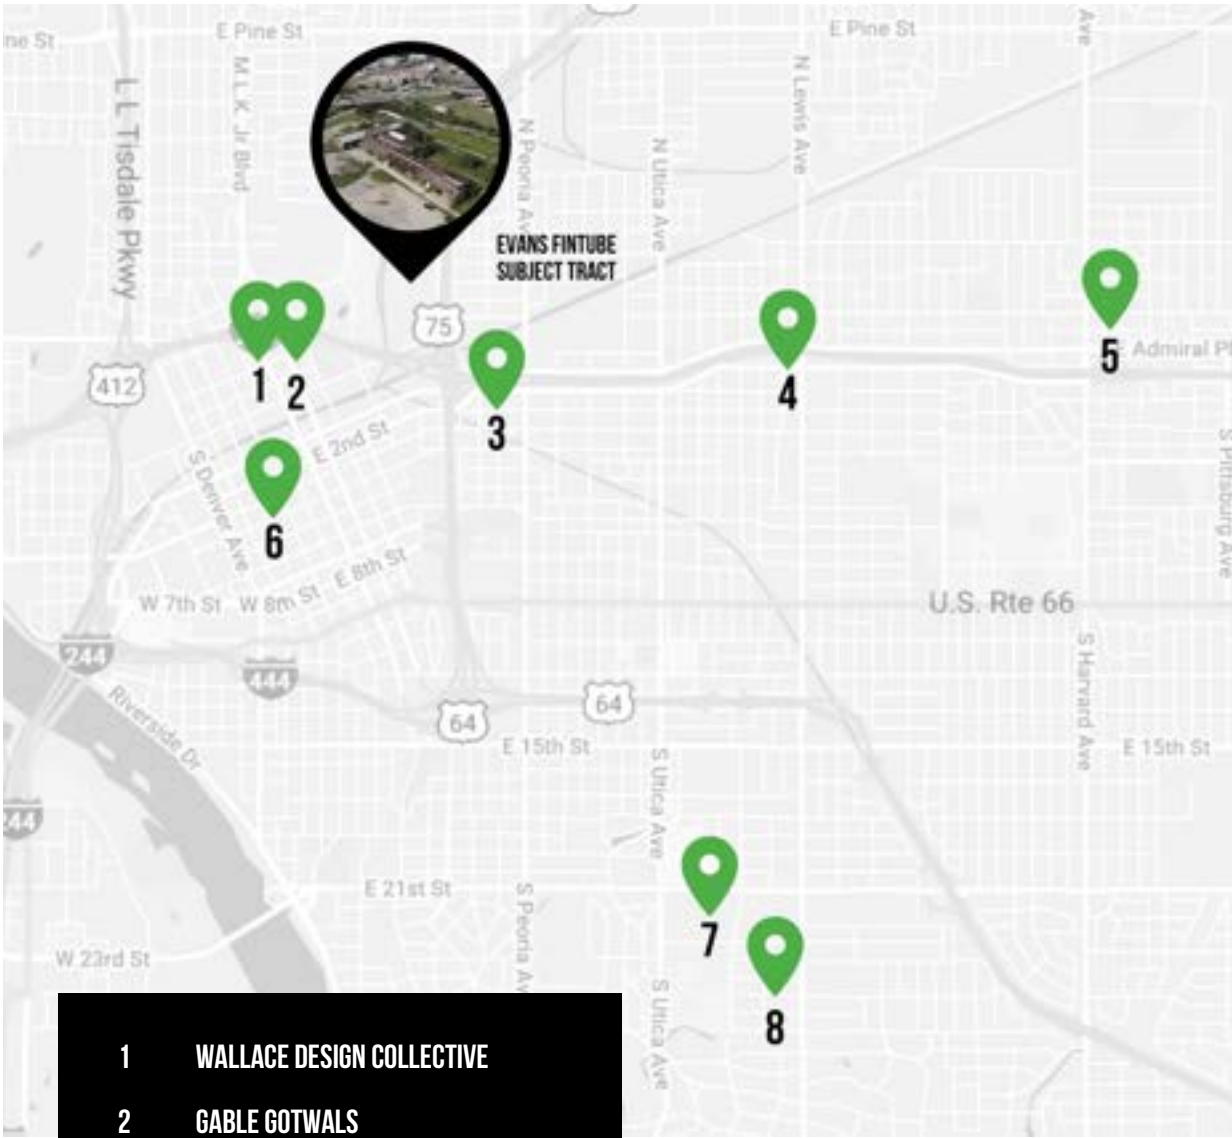 ne St
E Pine St
E Pine St
Ave
L L Tisdale Pkwy
M L K Jr Blvd
N Peoria Av
N Utica Ave
N Lewis Ave
EVANS FINTUBE
SUBJECT TRACT
75
412
1
2
3
4
5
Admiral Pl
E 2nd St
S Denver Ave
6
S Pittsburg Ave
W 7th St
W 8th St
E 8th St
U.S. Rte 66
244
444
64
64
Riverside Dr
E 15th St
E 15th St
S Harvard Ave
S Utica Ave
244
E 21st St
S Peoria Av
7
W 23rd St
8
S Utica Ave
1 WALLACE DESIGN COLLECTIVE
2 GABLE GOTWALS